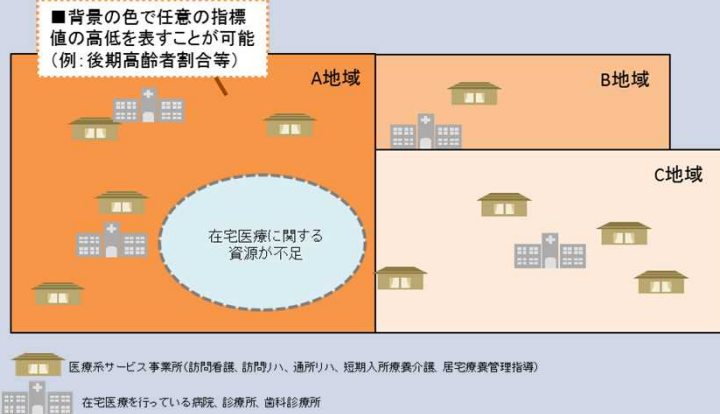 ■背景の色で任意の指標
値の高低を表すことが可能
（例：後期高齢者割合等）
A地域
B地域
C地域
在宅医療に関する
資源が不足
医療系サービス事業所（訪問看護、訪問リハ、通所リハ、短期入所療養介護、居宅療養管理指導）
在宅医療を行っている病院、診療所、歯科診療所